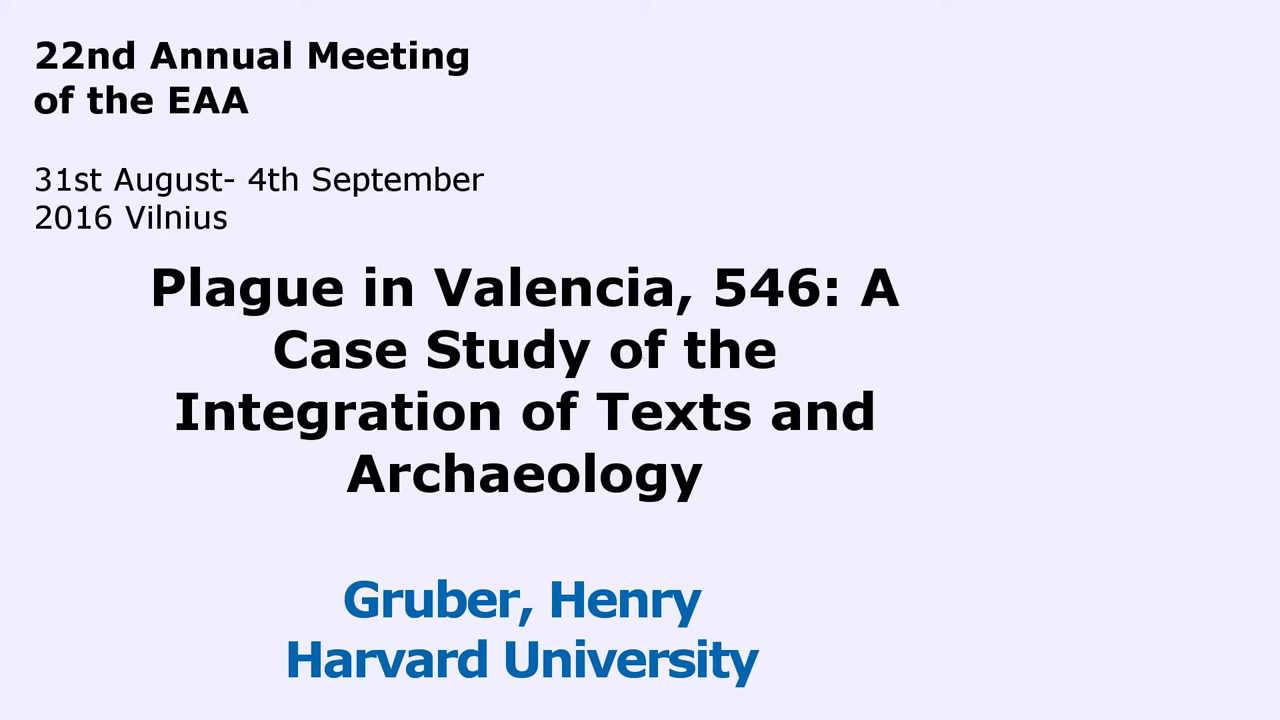 22nd Annual Meeting
of the EAA
31st August- 4th September
2016 Vilnius
Plague in Valencia, 546: A
Case Study of the
Integration of Texts and
Archaeology
Gruber, Henry
Harvard University